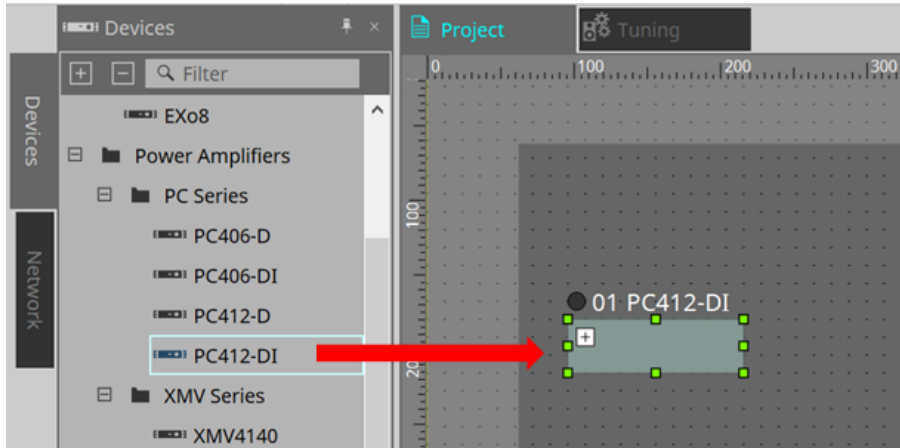 Devices
Filter
EXo8
Power Amplifiers
PC Series
PC406-D
PC406-DI
PC412-D
PC412-DI
XMV Series
XMV4140
Devices
Network
Project
Tuning
0 100 200 300
100
20
01 PC412-DI